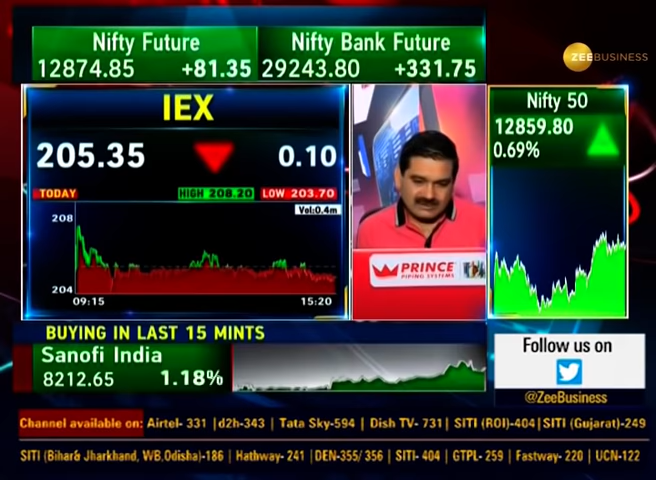 Nifty Future
12874.85 +81.35
Nifty Bank Future
29243.80 +331.75
ZEE BUSINESS
IEX
205.35 0.10
TODAY HIGH 208.20 LOW 203.70
Vol:0.4m
208
204
09:15 15:20
PRINCE
PIPING SYSTEMS
Nifty 50
12859.80
0.69%
BUYING IN LAST 15 MINTS
Sanofi India
8212.65 1.18%
Follow us on
@ZeeBusiness
Channel available on: Airtel- 331 | d2h-343 | Tata Sky-594 | Dish TV- 731| SITI (ROI)-404| SITI (Gujarat)-249
SITI (Bihar& Jharkhand, WB,Odisha)-186 | Hathway- 241 |DEN-355/ 356 | SITI- 404 | GTPL- 259 | Fastway- 220 | UCN-122